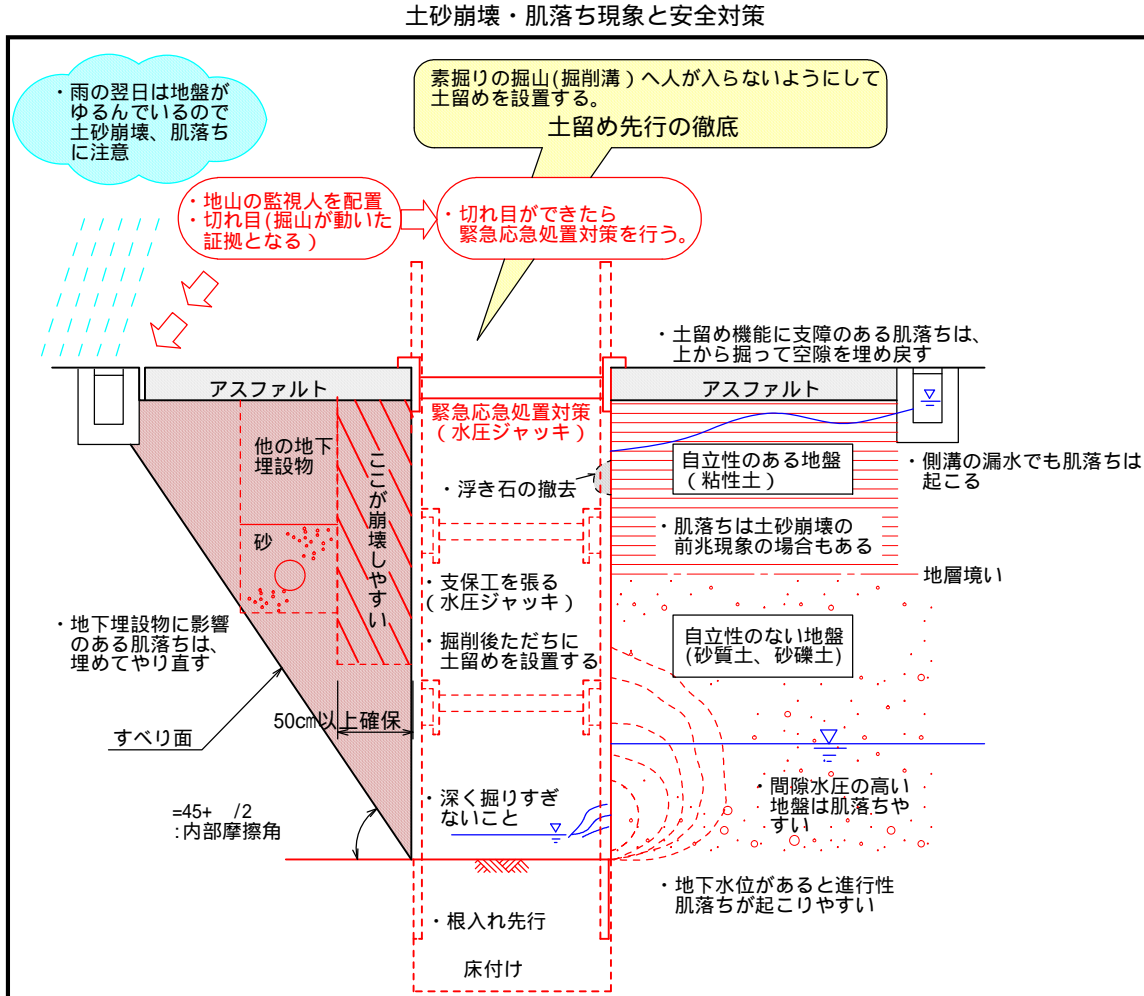 土砂崩壊・肌落ち現象と安全対策
・雨の翌日は地盤が
ゆるんでいるので
土砂崩壊、肌落ち
に注意
素掘りの掘山(掘削溝)へ人が入らないようにして
土留めを設置する。
土留め先行の徹底
・地山の監視人を配置
・切れ目(掘山が動いた
証拠となる)
・切れ目ができたら
緊急応急処置対策を行う。
・土留め機能に支障のある肌落ちは、
上から掘って空隙を埋め戻す
アスファルト
アスファルト
緊急応急処置対策
(水圧ジャッキ)
他の地下
埋設物
ここが崩壊しやすい
砂
・浮き石の撤去
自立性のある地盤
(粘性土)
・側溝の漏水でも肌落ちは
起こる
・肌落ちは土砂崩壊の
前兆現象の場合もある
地層境い
・支保工を張る
(水圧ジャッキ)
・掘削後ただちに
土留めを設置する
自立性のない地盤
(砂質土、砂礫土)
・地下埋設物に影響
のある肌落ちは、
埋めてやり直す
50cm以上確保
すべり面
・深く掘りすぎ
ないこと
・間隙水圧の高い
地盤は肌落ちや
すい
=45+ /2
:内部摩擦角
・地下水位があると進行性
肌落ちが起こりやすい
・根入れ先行
床付け